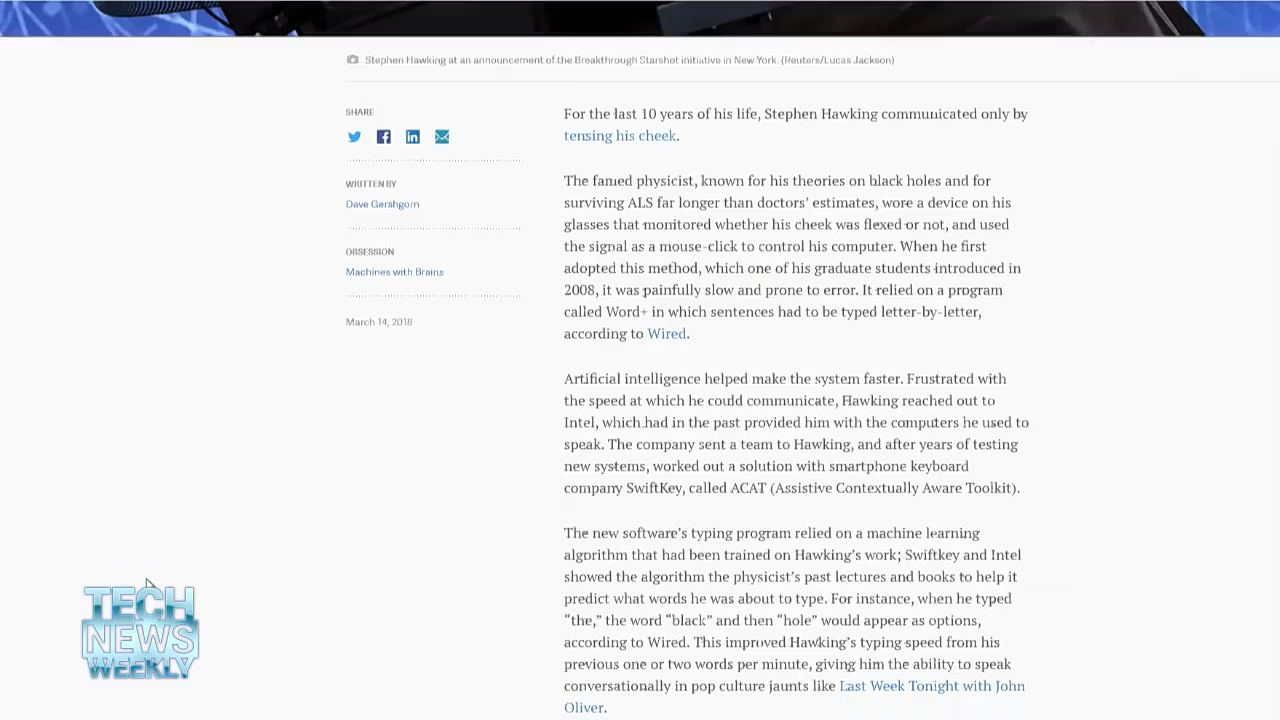 Stephen Hawking at an announcement of the Breakthrough Starshot initiative in New York. (Reuters/Lucas Jackson)
SHARE
WRITTEN BY
Dave Gershgorn
OBSESSION
Machines with Brains
March 14, 2018
For the last 10 years of his life, Stephen Hawking communicated only by
tensing his cheek.
The famed physicist, known for his theories on black holes and for
surviving ALS far longer than doctors’ estimates, wore a device on his
glasses that monitored whether his cheek was flexed or not, and used
the signal as a mouse-click to control his computer. When he first
adopted this method, which one of his graduate students introduced in
2008, it was painfully slow and prone to error. It relied on a program
called Word+ in which sentences had to be typed letter-by-letter,
according to Wired.
Artificial intelligence helped make the system faster. Frustrated with
the speed at which he could communicate, Hawking reached out to
Intel, which had in the past provided him with the computers he used to
speak. The company sent a team to Hawking, and after years of testing
new systems, worked out a solution with smartphone keyboard
company SwiftKey, called ACAT (Assistive Contextually Aware Toolkit).
The new software’s typing program relied on a machine learning
algorithm that had been trained on Hawking’s work; Swiftkey and Intel
showed the algorithm the physicist’s past lectures and books to help it
predict what words he was about to type. For instance, when he typed
“the,” the word “black” and then “hole” would appear as options,
according to Wired. This improved Hawking’s typing speed from his
previous one or two words per minute, giving him the ability to speak
conversationally in pop culture jaunts like Last Week Tonight with John
Oliver.
TECH
NEWS
WEEKLY